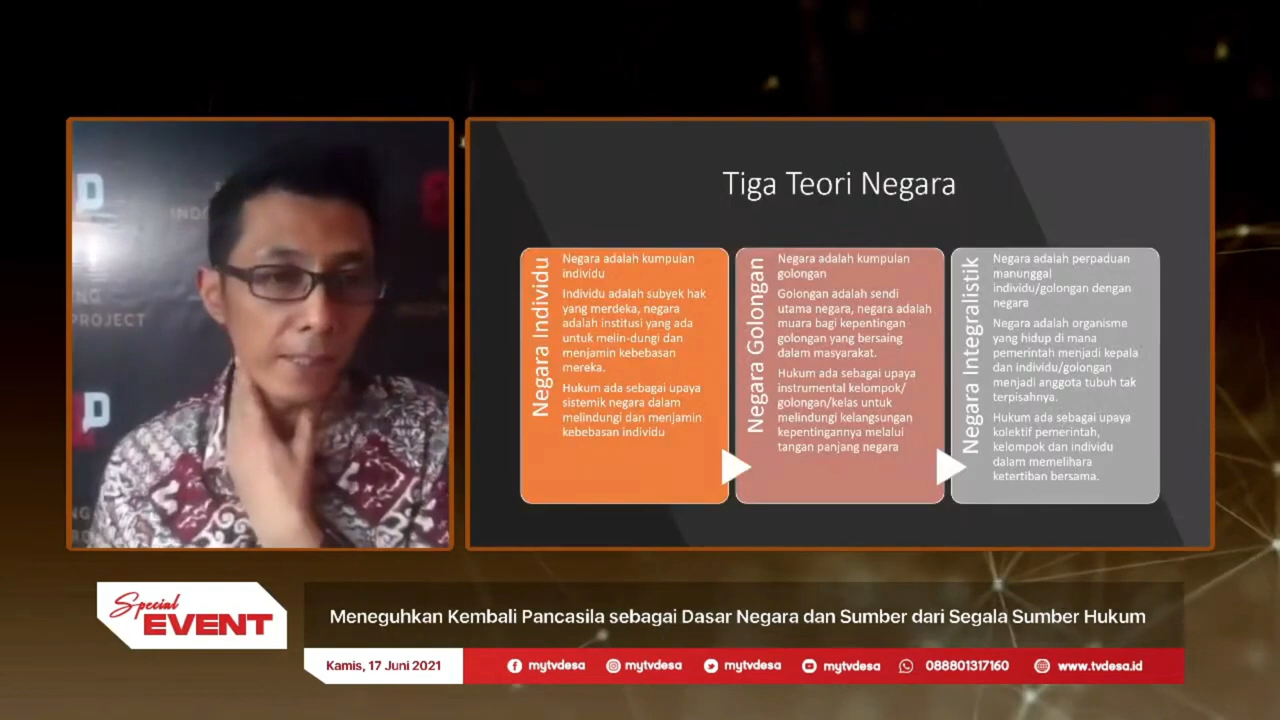 D
INDO
NG
PROJECT
D
NG
Tiga Teori Negara
Negara Individu
Negara adalah kumpulan
individu
Individu adalah subyek hak
yang merdeka, negara
adalah institusi yang ada
untuk melin-dungi dan
menjamin kebebasan
mereka.
Hukum ada sebagai upaya
sistemik negara dalam
melindungi dan menjamin
kebebasan individu
Negara Golongan
Negara adalah kumpulan
golongan
Golongan adalah sendi
utama negara, negara adalah
muara bagi kepentingan
golongan yang bersaing
dalam masyarakat.
Hukum ada sebagai upaya
instrumental kelompok/
golongan/kelas untuk
melindungi kelangsungan
kepentingannya melalui
tangan panjang negara
Negara Integralistik
Negara adalah perpaduan
manunggal
individu/golongan dengan
negara
Negara adalah organisme
yang hidup di mana
pemerintah menjadi kepala
dan individu/golongan
menjadi anggota tubuh tak
terpisahnya.
Hukum ada sebagai upaya
kolektif pemerintah,
kelempok dan individu
dalam memelihara
ketertiban bersama.
Special
EVENT
Meneguhkan Kembali Pancasila sebagai Dasar Negara dan Sumber dari Segala Sumber Hukum
Kamis, 17 Juni 2021
mytvdesa mytvdesa mytvdesa mytvdesa 088801317160 www.tvdesa.id